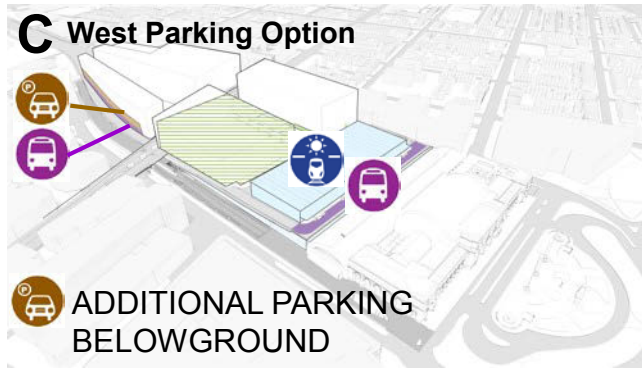 C West Parking Option
P
P
ADDITIONAL PARKING
BELOWGROUND